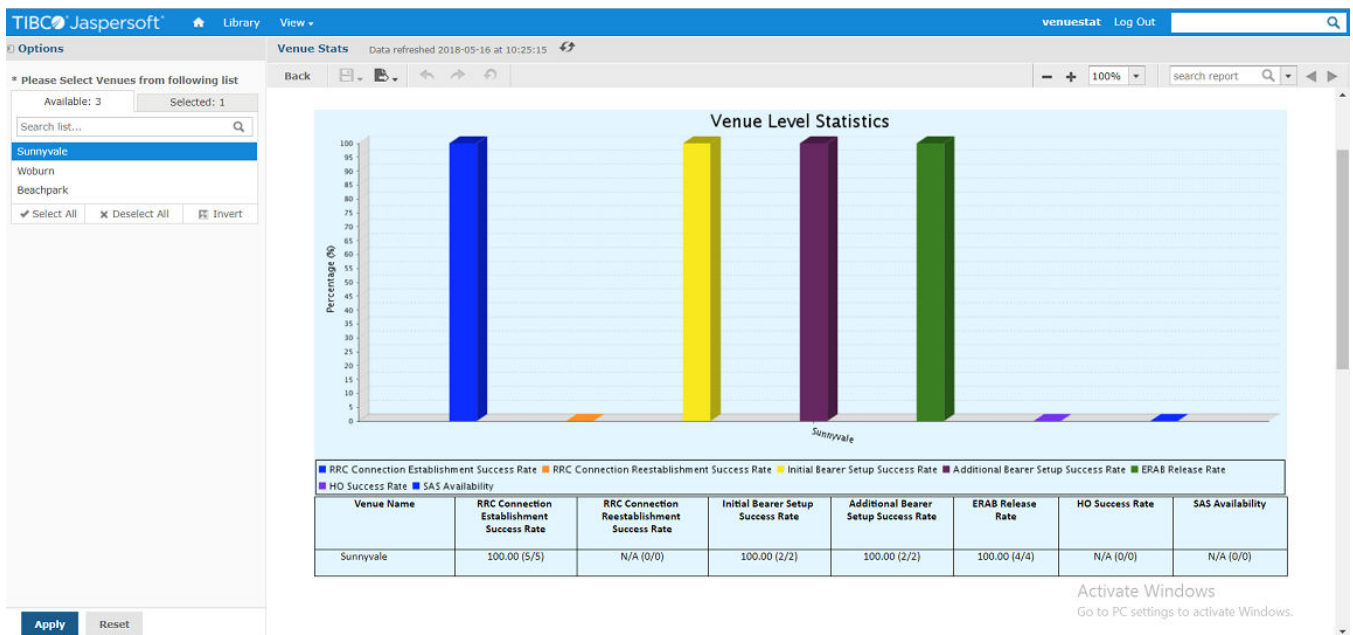 TIBCO Jaspersoft Library View venuestat Log Out
Options
* Please Select Venues from following list
Available: 3 Selected: 1
Search list...
Sunnyvale
Woburn
Beachpark
Select All Deselect All Invert
Apply Reset
Venue Stats Data refreshed 2018-05-16 at 10:25:15
Back 100% search report
Venue Level Statistics
Percentage (%)
100
95
90
85
80
75
70
65
60
55
50
45
40
35
30
25
20
15
10
5
0
Sunnyvale
RRC Connection Establishment Success Rate RRC Connection Reestablishment Success Rate Initial Bearer Setup Success Rate Additional Bearer Setup Success Rate ERAB Release Rate
HO Success Rate SAS Availability
Venue Name RRC Connection Establishment Success Rate RRC Connection Reestablishment Success Rate Initial Bearer Setup Success Rate Additional Bearer Setup Success Rate ERAB Release Rate HO Success Rate SAS Availability
Sunnyvale 100.00 (5/5) N/A (0/0) 100.00 (2/2) 100.00 (2/2) 100.00 (4/4) N/A (0/0) N/A (0/0)
Activate Windows
Go to PC settings to activate Windows.